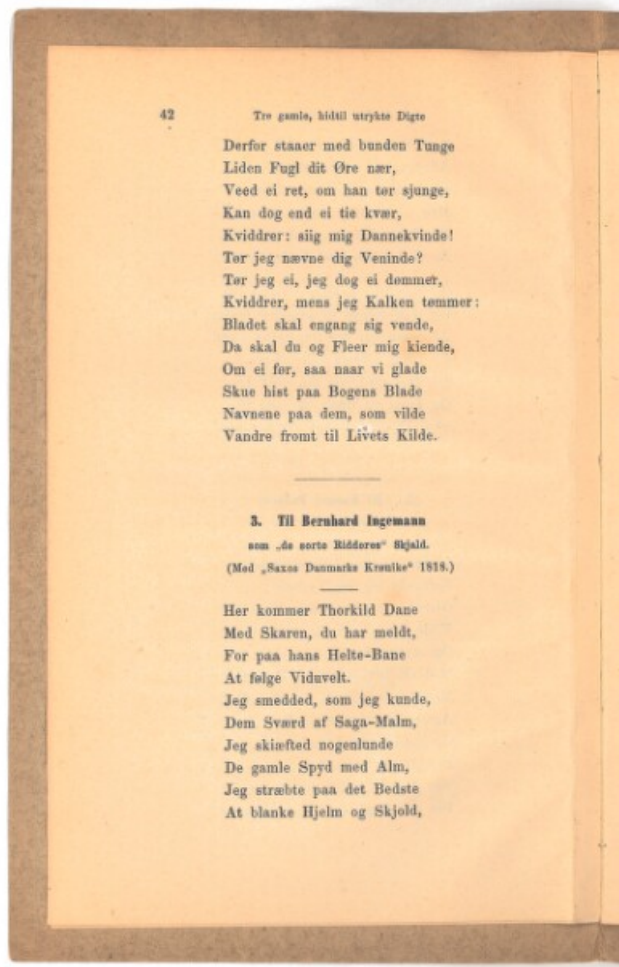 42
Tre gamle, hidtil utrykte Digte
Derfor staaer med bunden Tunge
Liden Fugl dit Øre nær,
Veed ei ret, om han tør sjunge,
Kan dog end ei tie kvær,
Kviddrer: siig mig Dannekvinde!
Tør jeg nævne dig Veninde?
Tør jeg ei, jeg dog ei dømmer,
Kviddrer, mens jeg Kalken tømmer:
Bladet skal engang sig vende,
Da skal du og Fleer mig kiende,
Om ei før, saa naar vi glade
Skue hist paa Bogens Blade
Navnene paa dem, som vilde
Vandre fromt til Livets Kilde.
3. Til Bernhard Ingemann
som „de sorte Ridderes“ Skjald.
(Med „Saxos Danmarks Krønike“ 1818.)
Her kommer Thorkild Dane
Med Skaren, du har meldt,
For paa hans Helte-Bane
At følge Viduvelt.
Jeg smedded, som jeg kunde,
Dem Sværd af Saga-Malm,
Jeg skiæfted nogenlunde
De gamle Spyd med Alm,
Jeg stræbte paa det Bedste
At blanke Hjelm og Skjold,